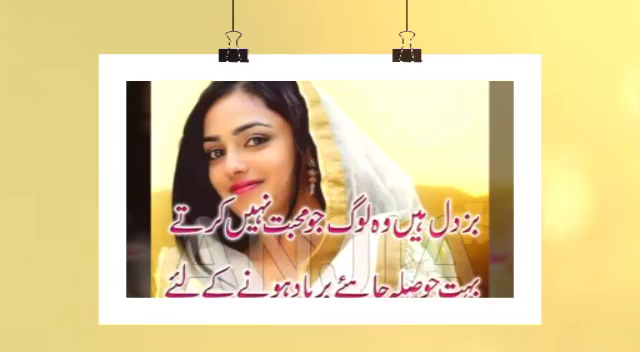 بزدل ہیں وہ لوگ جو محبت نہیں کرتے
بہت حوصلہ چاہئے برباد ہونے کے لئے